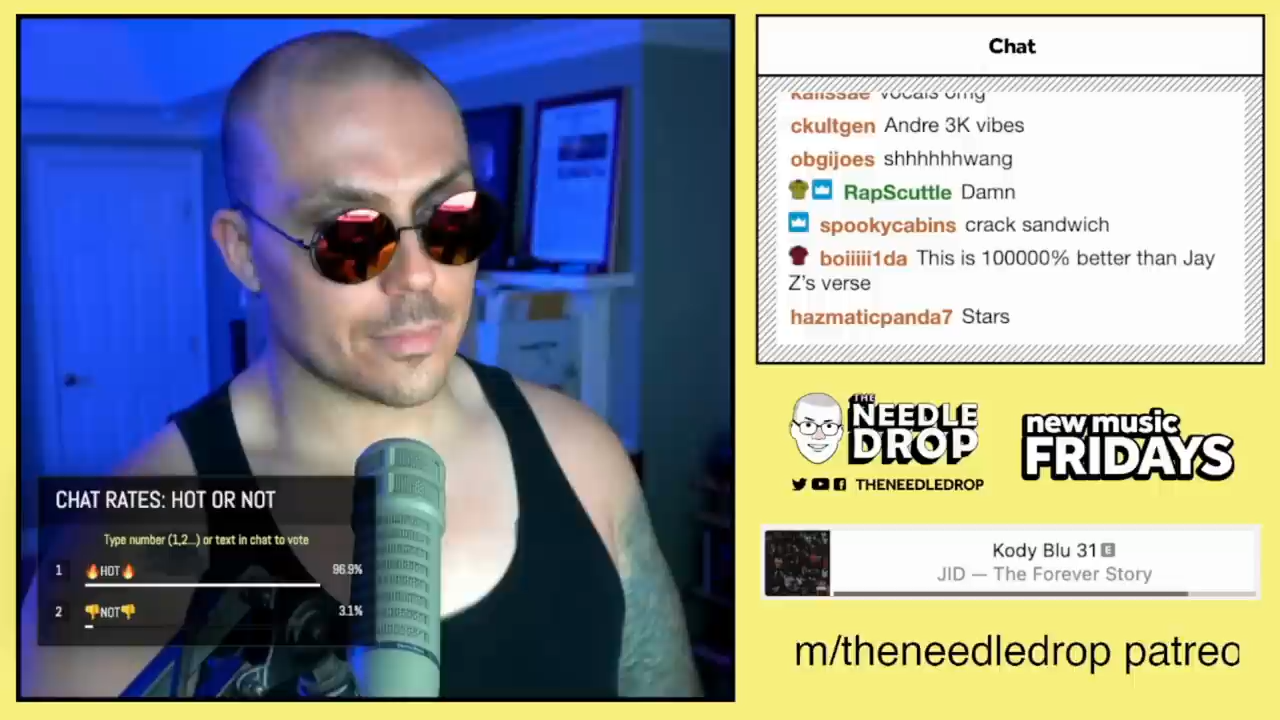 Chat
kalissae vocals omg
ckultgen Andre 3K vibes
obgijoes shhhhhhwang
RapScuttle Damn
spookycabins crack sandwich
boiiiii1da This is 100000% better than Jay
Z's verse
hazmaticpanda7 Stars
THE
NEEDLE
DROP
THENEEDLEDROP
new music
FRIDAYS
CHAT RATES: HOT OR NOT
Type number (1,2...) or text in chat to vote
1 🔥HOT🔥 96.9%
2 👎NOT👎 3.1%
Kody Blu 31 E
JID — The Forever Story
m/theneedledrop patreo